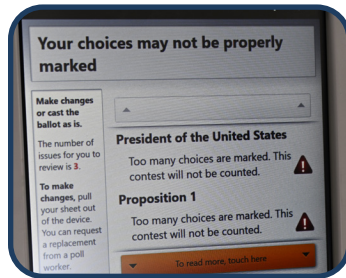 Your choices may not be properly
marked
Make changes
or cast the
ballot as is.
The number of
issues for you to
review is 3.
To make
changes, pull
your sheet out
of the device.
You can request
a replacement
from a poll
worker.
President of the United States
Too many choices are marked. This
contest will not be counted.
Proposition 1
Too many choices are marked. This
contest will not be counted.
To read more, touch here